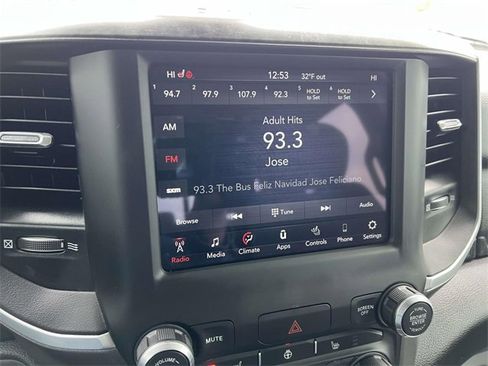 HI 12:53 32°F out HI
1 94.7 2 97.9 3 107.9 4 92.3 5 HOLD to Set 6 HOLD to Set
AM
Adult Hits
93.3
FM
Jose
SXM
93.3 The Bus Feliz Navidad Jose Feliciano
Browse Tune Audio
Radio Media Climate Apps Controls Phone Settings
MUTE SCREEN OFF
VOLUME BROWSE ENTER